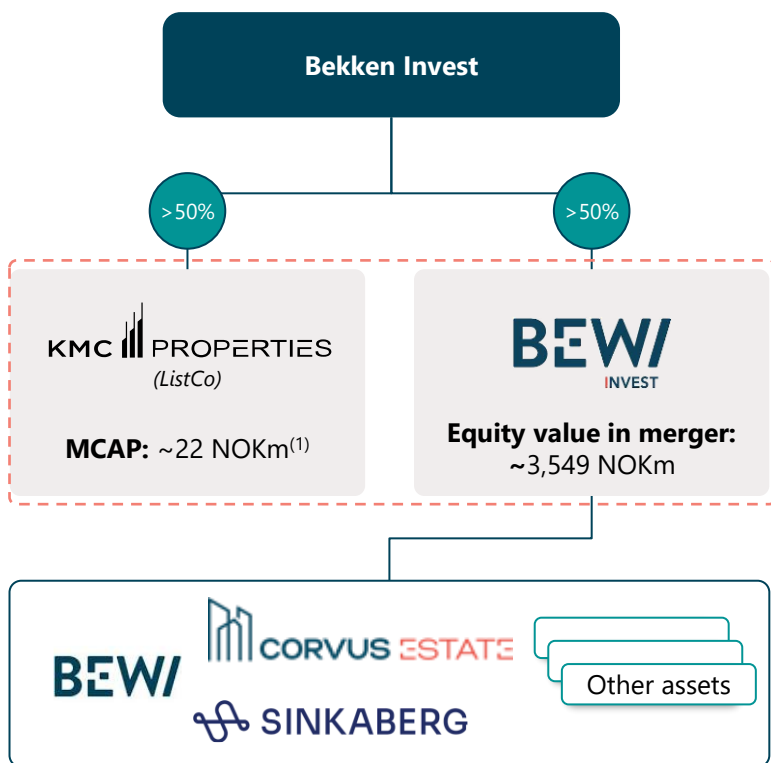 Bekken Invest
>50%
>50%
KMC PROPERTIES
(ListCo)
MCAP: ~22 NOKm(1)
BEWI
INVEST
Equity value in merger:
~3,549 NOKm
BEWI
CORVUS ESTATE
SINKABERG
Other assets